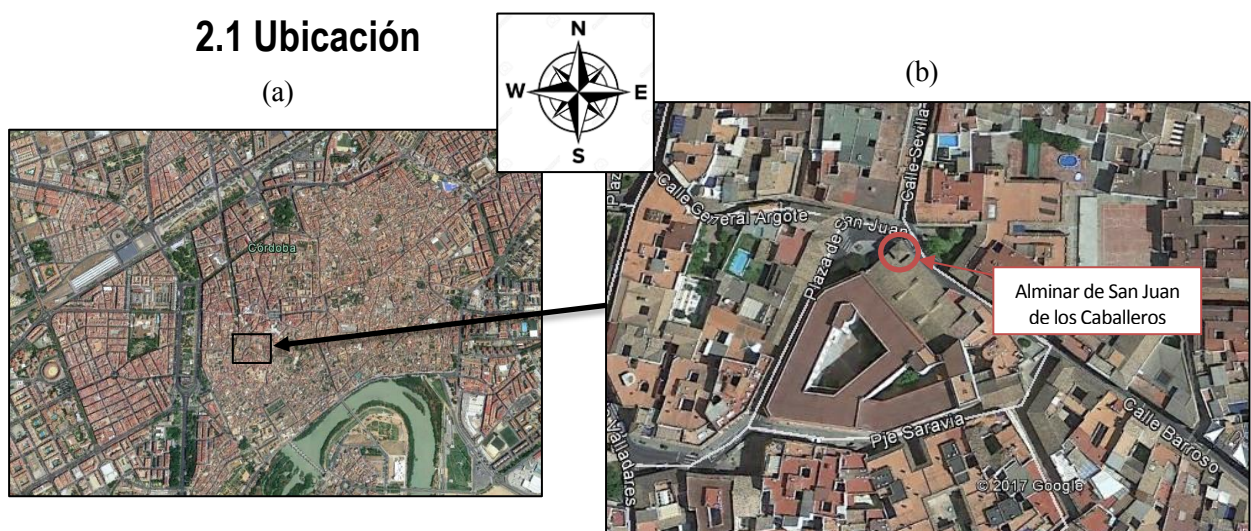 2.1 Ubicación
(a)
(b)
N
W
E
S
Córdoba
Plaza
Calle General Argote
Calle Sevilla
San Juan
Plaza de S
Alminar de San Juan
de los Caballeros
Pje Saravia
Valladares
Calle Barroso
© 2017 Google